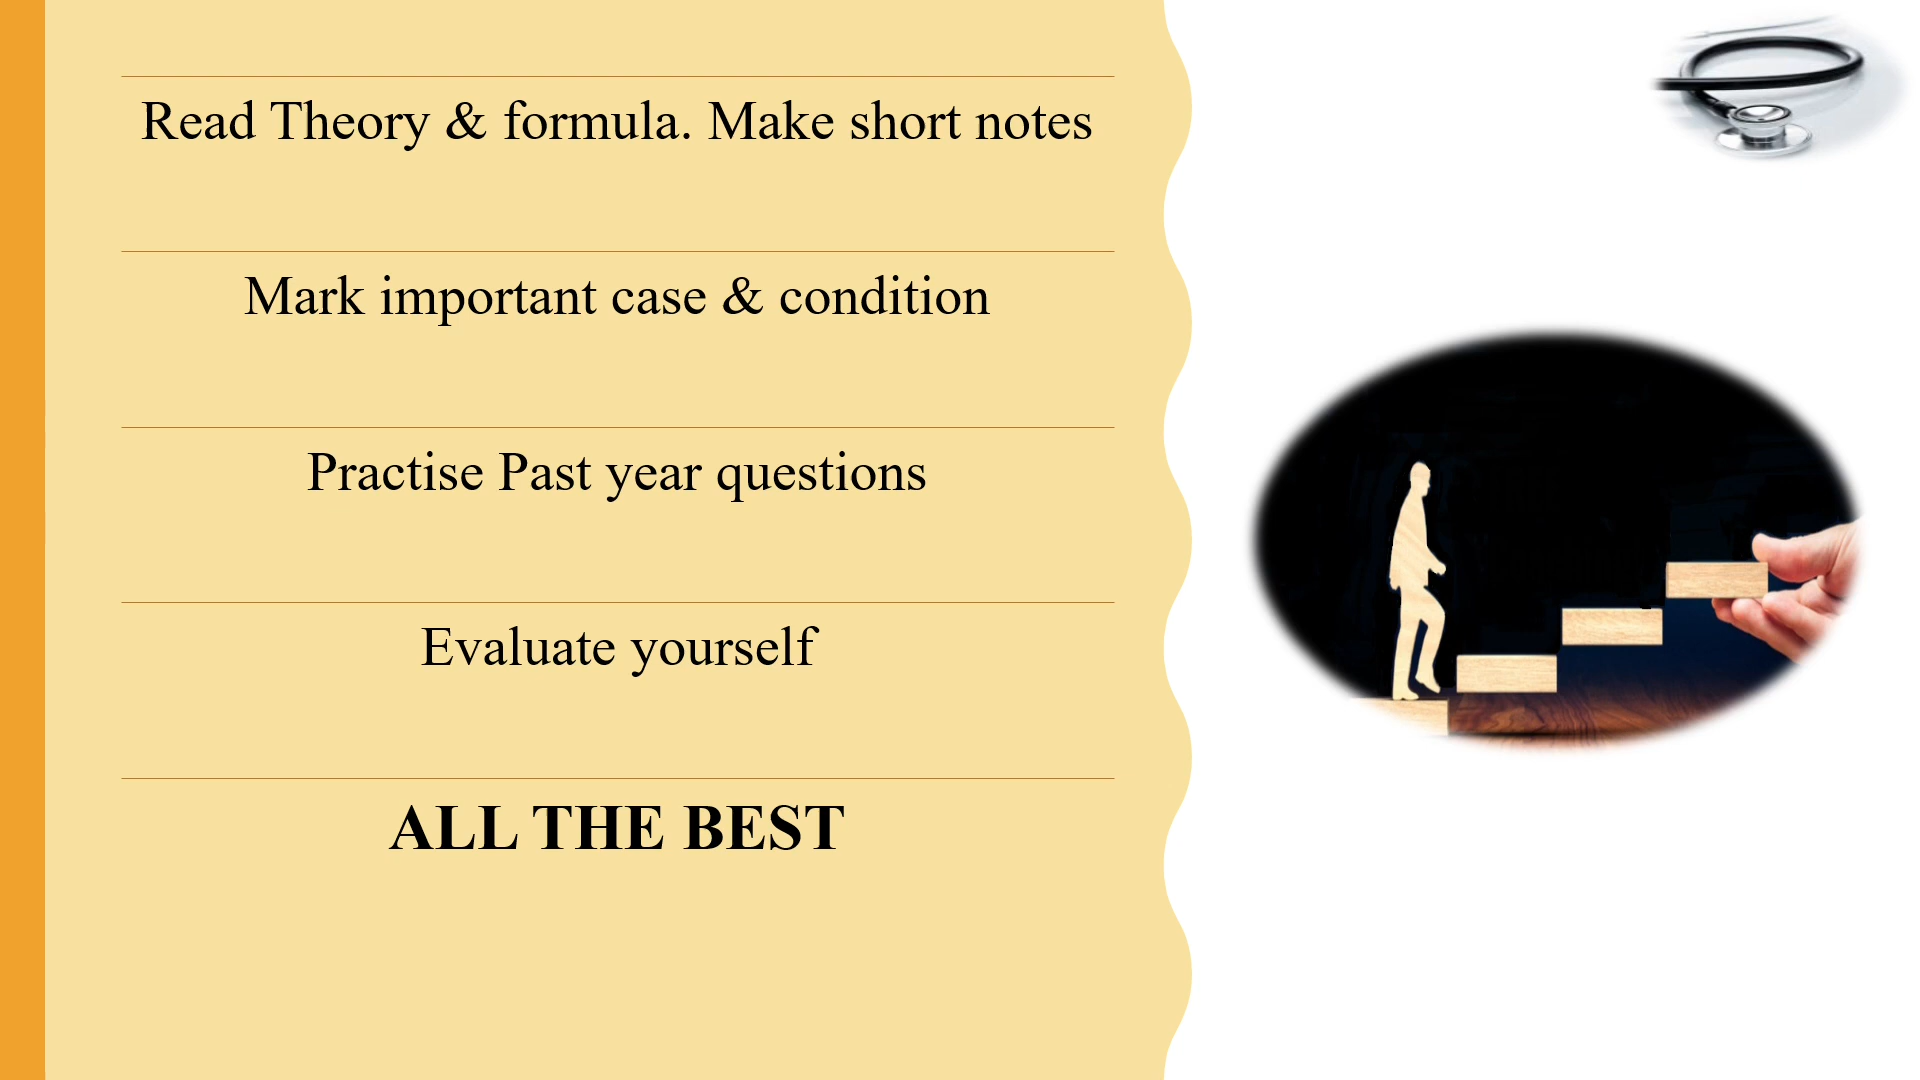 Read Theory & formula. Make short notes
Mark important case & condition
Practise Past year questions
Evaluate yourself
ALL THE BEST